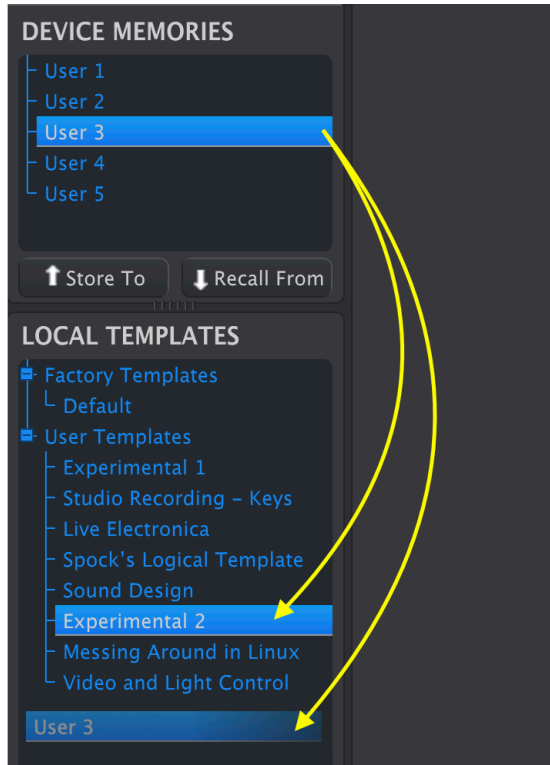 DEVICE MEMORIES
User 1
User 2
User 3
User 4
User 5
Store To
Recall From
LOCAL TEMPLATES
Factory Templates
Default
User Templates
Experimental 1
Studio Recording – Keys
Live Electronica
Spock's Logical Template
Sound Design
Experimental 2
Messing Around in Linux
Video and Light Control
User 3